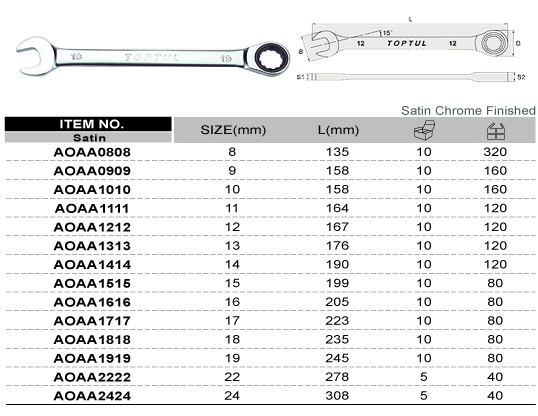 19 TOPTUL 19
L
15°
B
12 TOPTUL 12
D
S1 S2
Satin Chrome Finished
ITEM NO. SIZE(mm) L(mm)
Satin
AOAA0808 8 135 10 320
AOAA0909 9 158 10 160
AOAA1010 10 158 10 160
AOAA1111 11 164 10 120
AOAA1212 12 167 10 120
AOAA1313 13 176 10 120
AOAA1414 14 190 10 120
AOAA1515 15 199 10 80
AOAA1616 16 205 10 80
AOAA1717 17 223 10 80
AOAA1818 18 235 10 80
AOAA1919 19 245 10 80
AOAA2222 22 278 5 40
AOAA2424 24 308 5 40